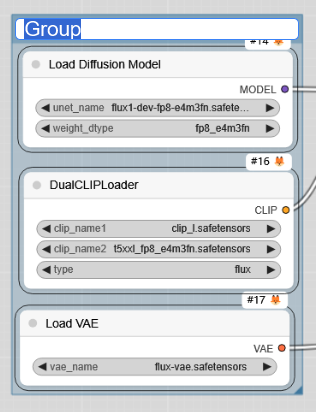 Group
#14
Load Diffusion Model
MODEL
unet_name flux1-dev-fp8-e4m3fn.safete...
weight_dtype fp8_e4m3fn
#16
DualCLIPLoader
CLIP
clip_name1 clip_l.safetensors
clip_name2 t5xxl_fp8_e4m3fn.safetensors
type flux
#17
Load VAE
VAE
vae_name flux-vae.safetensors